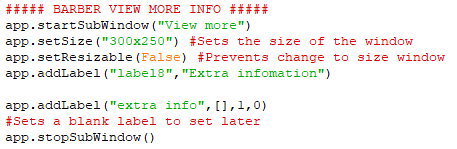 ##### BARBER VIEW MORE INFO #####
app.startSubWindow("View more")
app.setSize("300x250") #Sets the size of the window
app.setResizable(False) #Prevents change to size window
app.addLabel("label8","Extra infomation")
app.addLabel("extra info",[],1,0)
#Sets a blank label to set later
app.stopSubWindow()